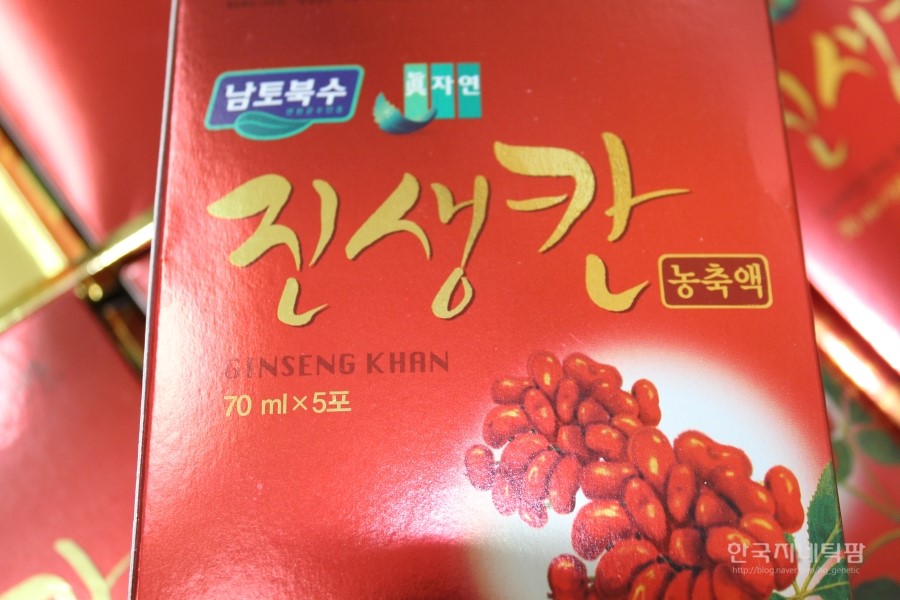 남토북수
眞자연
진생칸
농축액
GINSENG KHAN
70 ml×5포
한국지네틱팜